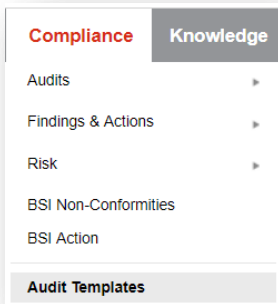 Compliance Knowledge
Audits
Findings & Actions
Risk
BSI Non-Conformities
BSI Action
Audit Templates